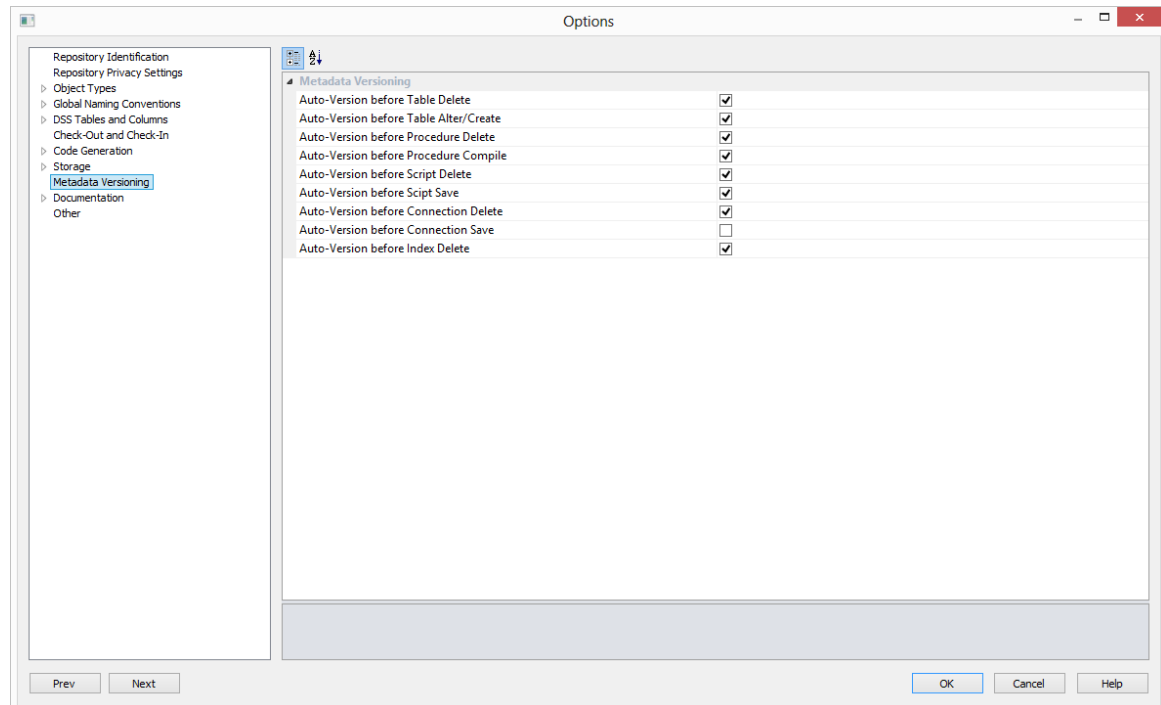 Options
Repository Identification
Repository Privacy Settings
Object Types
Global Naming Conventions
DSS Tables and Columns
Check-Out and Check-In
Code Generation
Storage
Metadata Versioning
Documentation
Other
Metadata Versioning
Auto-Version before Table Delete
Auto-Version before Table Alter/Create
Auto-Version before Procedure Delete
Auto-Version before Procedure Compile
Auto-Version before Script Delete
Auto-Version before Scipt Save
Auto-Version before Connection Delete
Auto-Version before Connection Save
Auto-Version before Index Delete
Prev Next OK Cancel Help